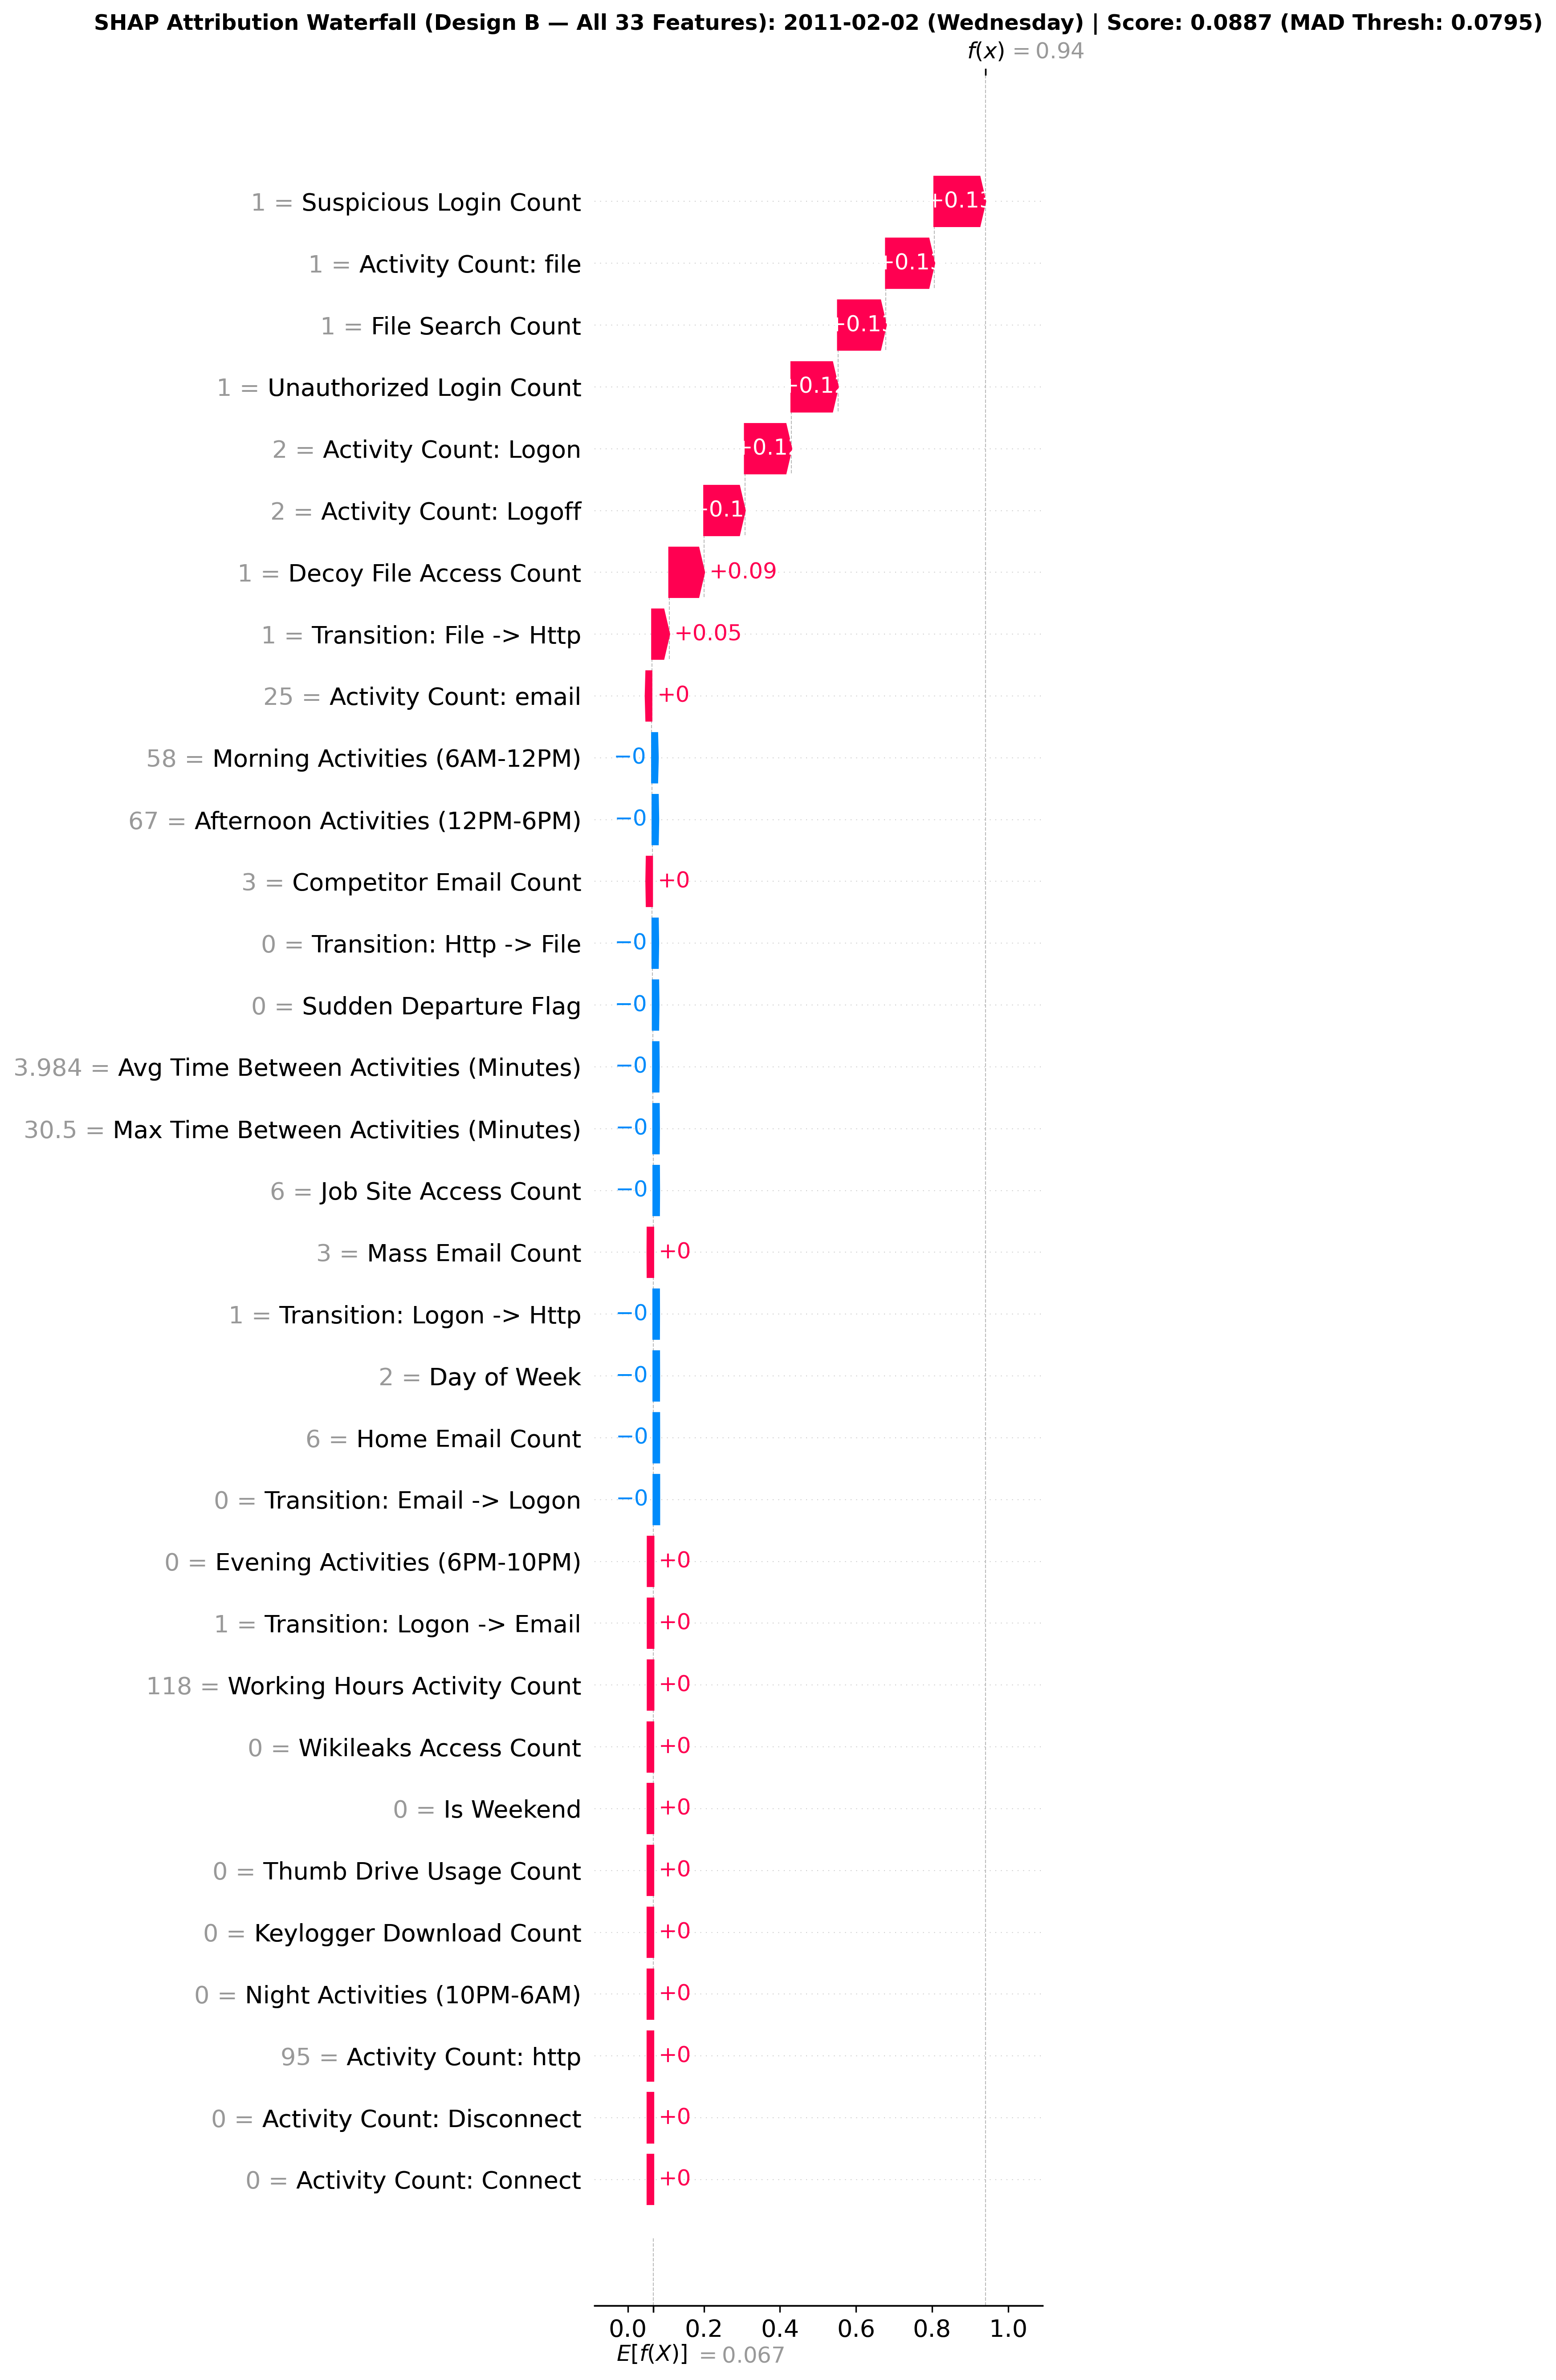 SHAP Attribution Waterfall (Design B — All 33 Features): 2011-02-02 (Wednesday) | Score: 0.0887 (MAD Thresh: 0.0795)
f(x) = 0.94
1 = Suspicious Login Count +0.13
1 = Activity Count: file
1 = File Search Count
1 = Unauthorized Login Count
2 = Activity Count: Logon
2 = Activity Count: Logoff
1 = Decoy File Access Count +0.09
1 = Transition: File -> Http +0.05
25 = Activity Count: email +0
58 = Morning Activities (6AM-12PM) −0
67 = Afternoon Activities (12PM-6PM) −0
3 = Competitor Email Count +0
0 = Transition: Http -> File −0
0 = Sudden Departure Flag −0
3.984 = Avg Time Between Activities (Minutes) −0
30.5 = Max Time Between Activities (Minutes) −0
6 = Job Site Access Count −0
3 = Mass Email Count +0
1 = Transition: Logon -> Http −0
2 = Day of Week −0
6 = Home Email Count −0
0 = Transition: Email -> Logon −0
0 = Evening Activities (6PM-10PM) +0
1 = Transition: Logon -> Email +0
118 = Working Hours Activity Count +0
0 = Wikileaks Access Count +0
0 = Is Weekend +0
0 = Thumb Drive Usage Count +0
0 = Keylogger Download Count +0
0 = Night Activities (10PM-6AM) +0
95 = Activity Count: http +0
0 = Activity Count: Disconnect +0
0 = Activity Count: Connect +0
0.0 0.2 0.4 0.6 0.8 1.0
E[f(X)] = 0.067